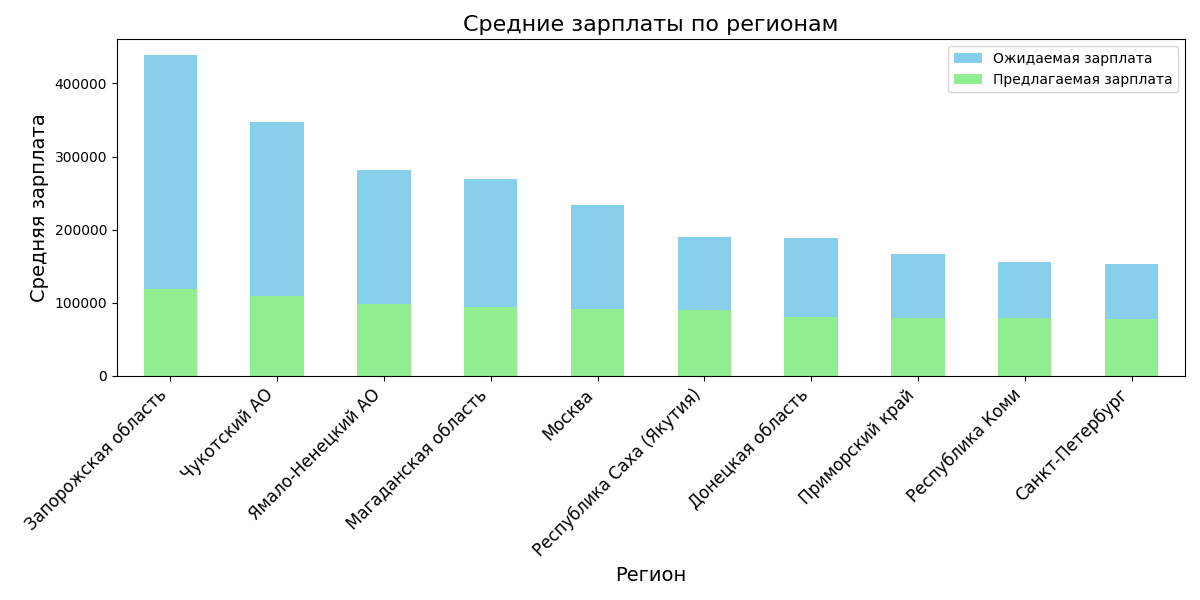 Средние зарплаты по регионам
Ожидаемая зарплата
Предлагаемая зарплата
Средняя зарплата
400000
300000
200000
100000
0
Запорожская область
Чукотский АО
Ямало-Ненецкий АО
Магаданская область
Москва
Республика Саха (Якутия)
Донецкая область
Приморский край
Республика Коми
Санкт-Петербург
Регион